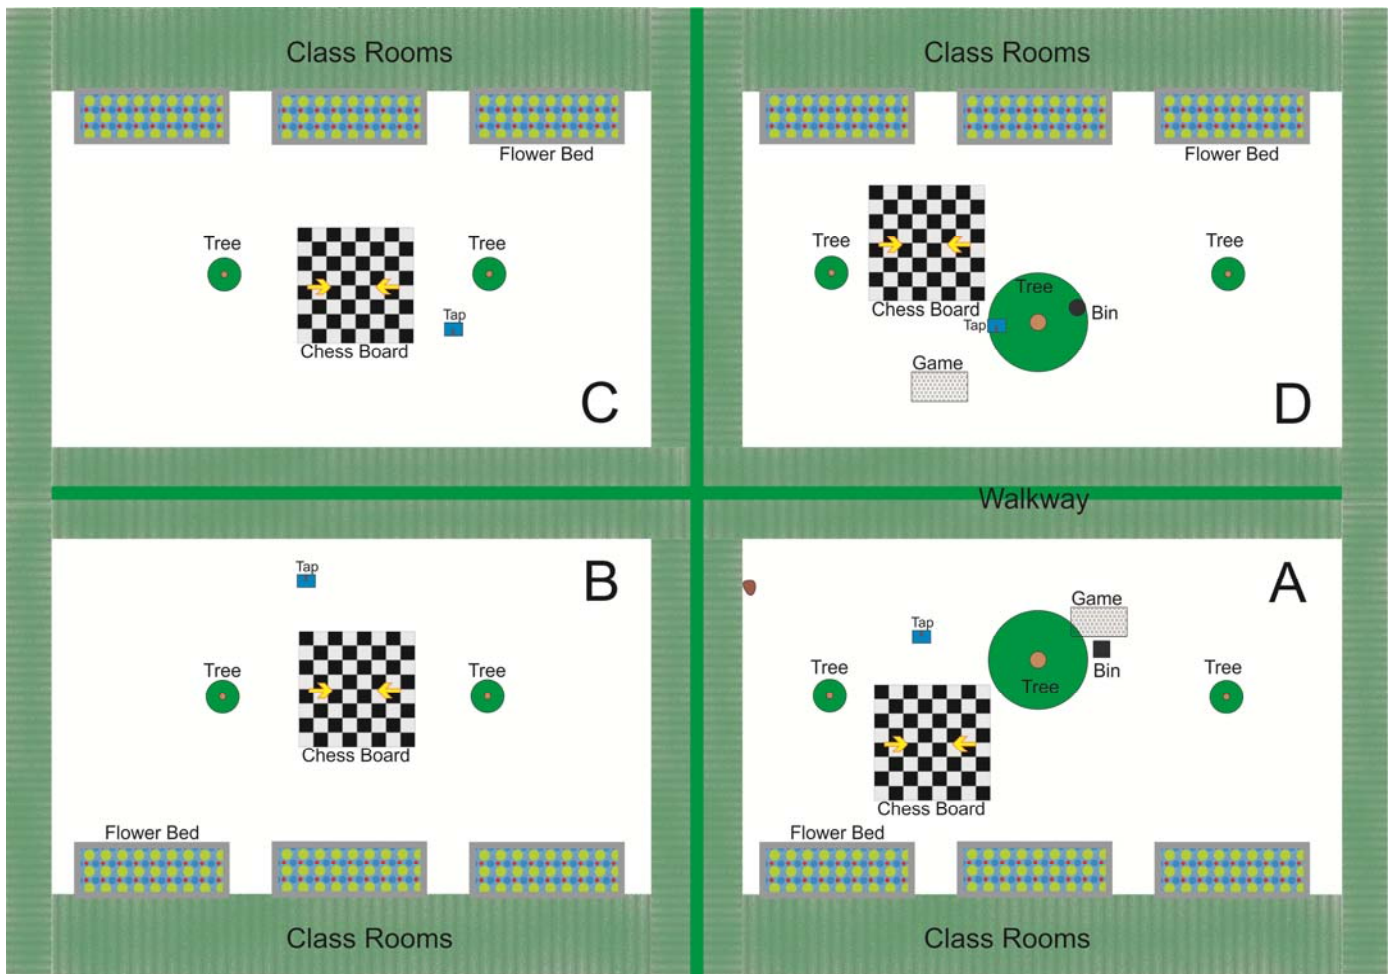 Class Rooms
Class Rooms
Flower Bed
Flower Bed
Tree
Tree
Tap
Chess Board
C
Tree
Tree
Tree
Bin
Chess Board
Tap
Game
D
Walkway
Tap
B
Tree
Tree
Chess Board
Flower Bed
Class Rooms
Game
A
Tap
Bin
Tree
Tree
Tree
Chess Board
Flower Bed
Class Rooms